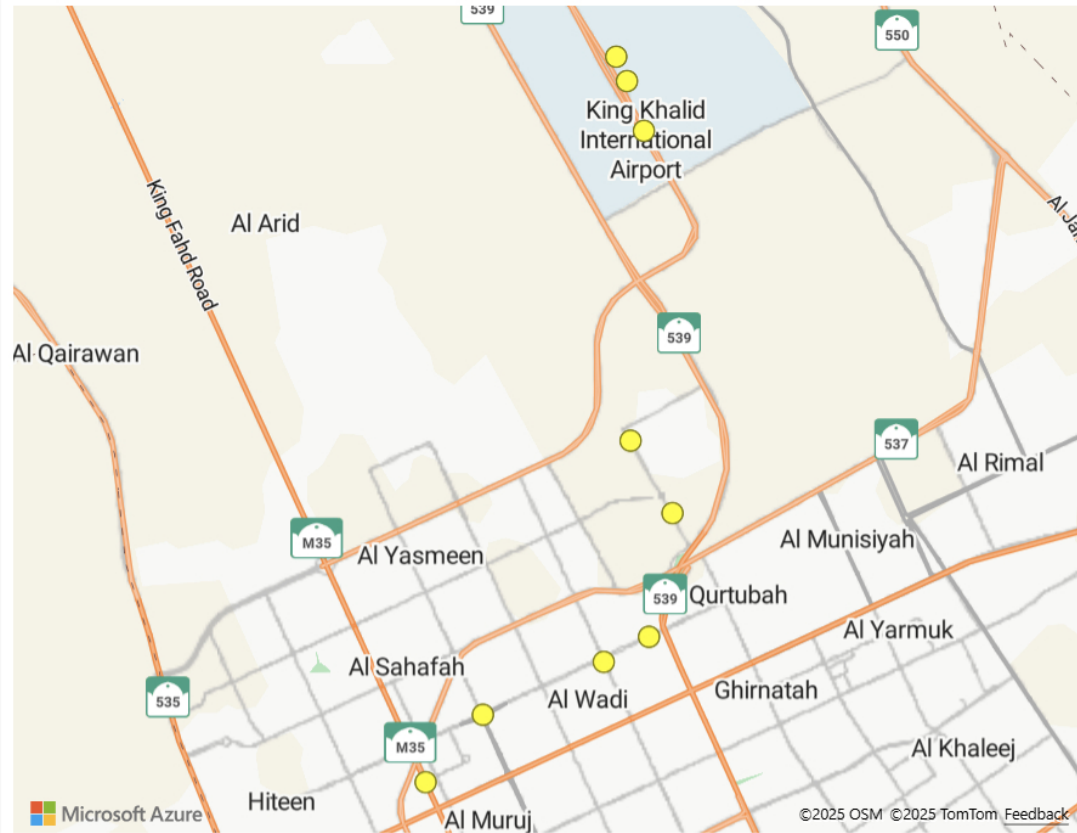 539
550
King Khalid
International
Airport
King Fahd Road
Al Arid
539
Al Qairawan
537
Al Rimal
M35
Al Yasmeen
Al Munisiyah
539
Qurtubah
Al Yarmuk
Al Sahafah
535
Al Wadi
Ghirnatah
M35
Al Khaleej
Hiteen
Al Muruj
Microsoft Azure
©2025 OSM ©2025 TomTom Feedback